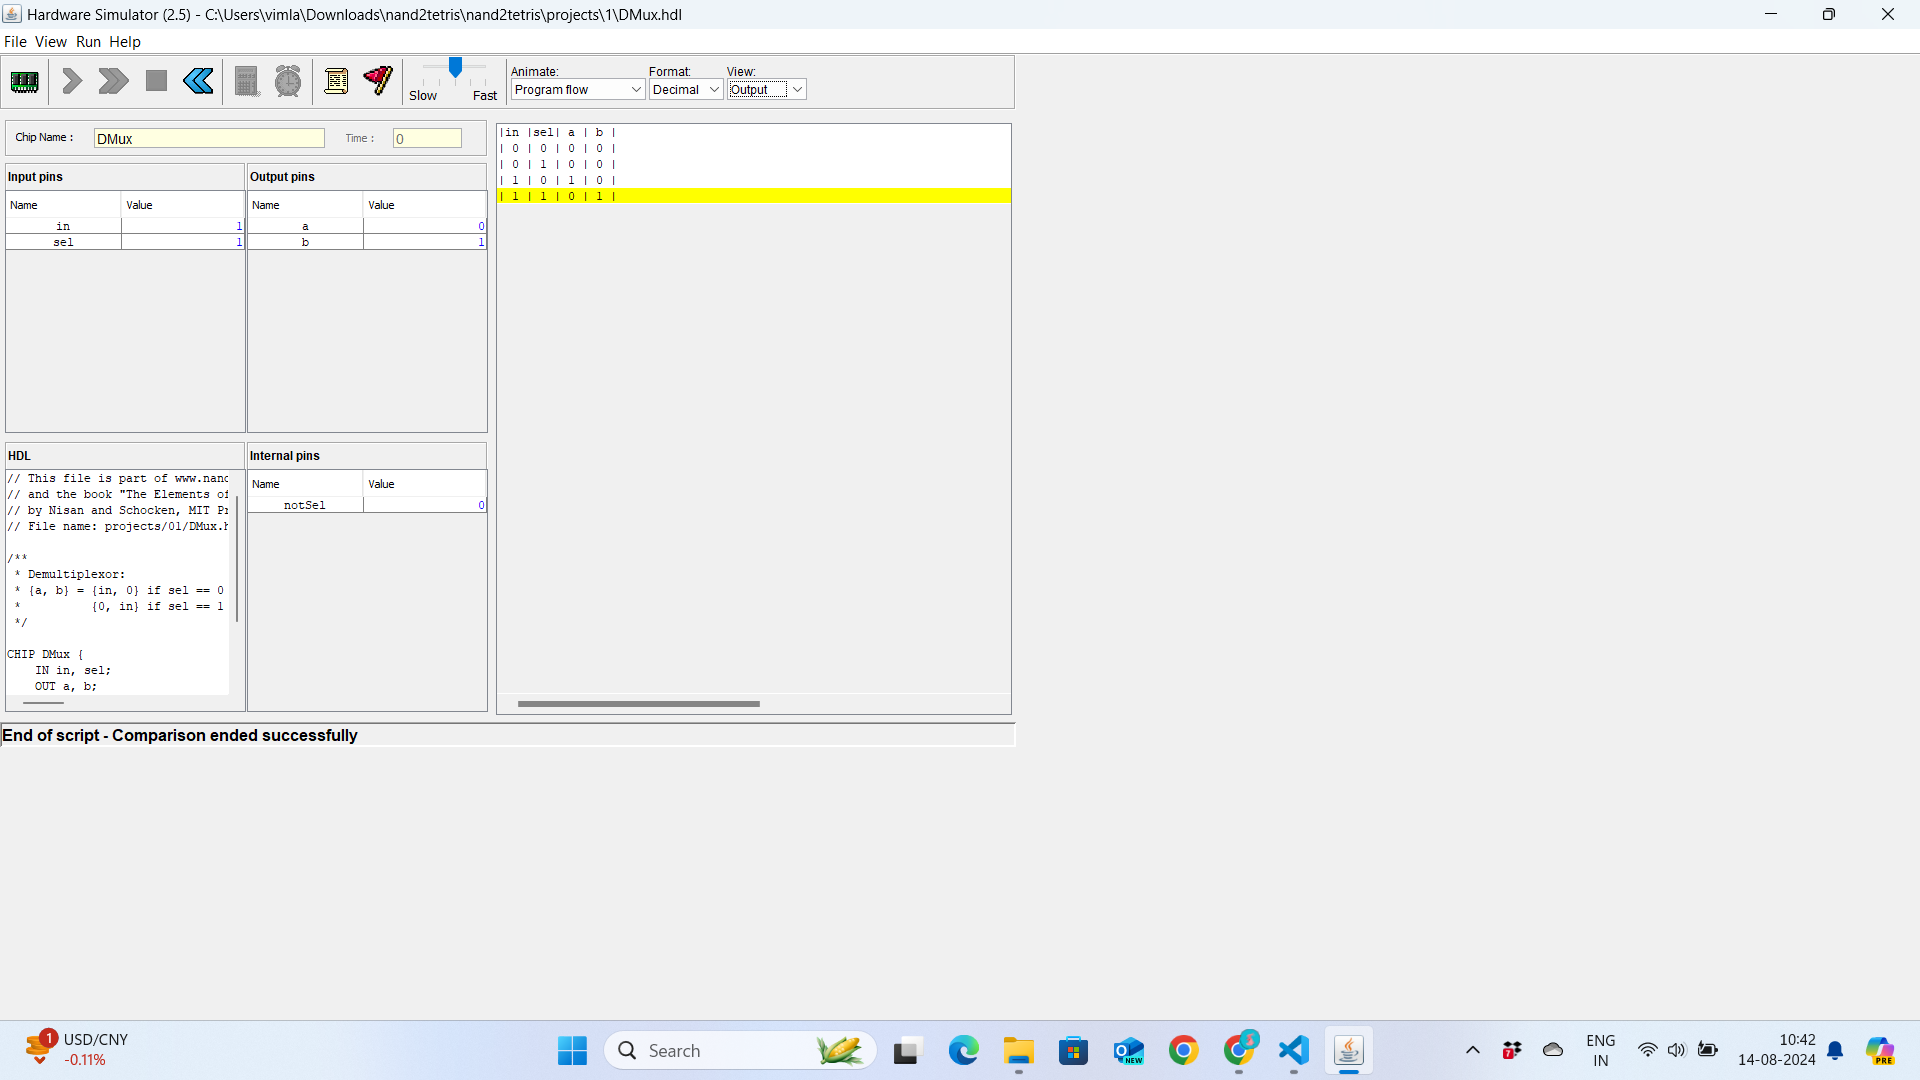 Hardware Simulator (2.5) - C:\Users\vimla\Downloads\nand2tetris\nand2tetris\projects\1\DMux.hdl
File View Run Help
Slow Fast
Animate: Format: View:
Program flow Decimal Output
Chip Name : DMux Time : 0
Input pins
Name Value
in 1
sel 1
Output pins
Name Value
a 0
b 1
|in |sel| a | b |
| 0 | 0 | 0 | 0 |
| 0 | 1 | 0 | 0 |
| 1 | 0 | 1 | 0 |
| 1 | 1 | 0 | 1 |
HDL
// This file is part of www.nand
// and the book "The Elements of
// by Nisan and Schocken, MIT Pr
// File name: projects/01/DMux.h
/**
* Demultiplexor:
* {a, b} = {in, 0} if sel == 0
* {0, in} if sel == 1
*/
CHIP DMux {
IN in, sel;
OUT a, b;
Internal pins
Name Value
notSel 0
End of script - Comparison ended successfully
1 USD/CNY
-0.11%
Search
NEW
7
ENG
IN
10:42
14-08-2024
PRE